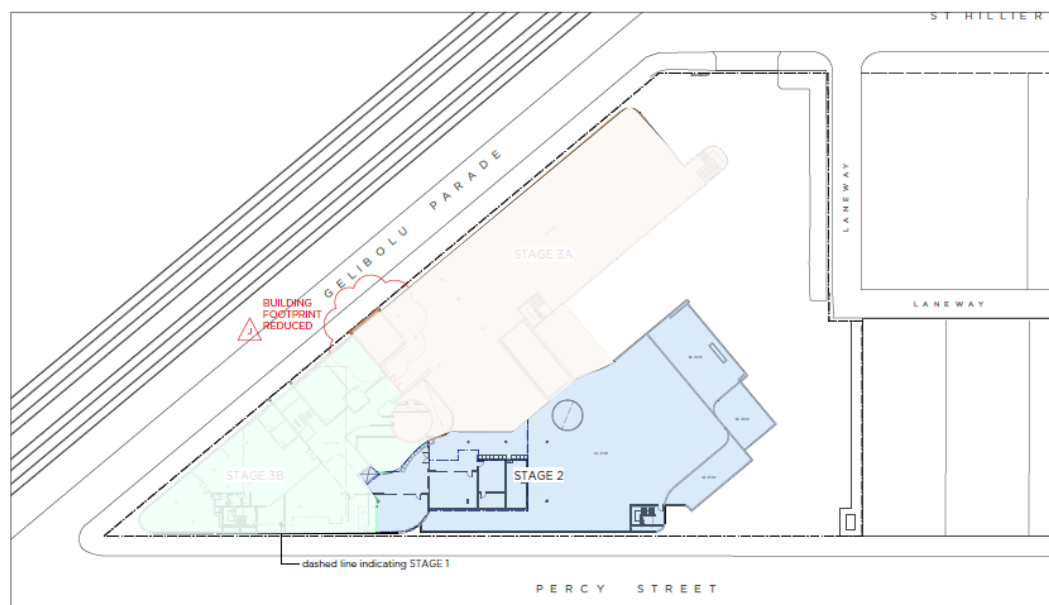 ST HILLIER
GELIBOLU PARADE
LANEWAY
STAGE 3A
BUILDING
FOOTPRINT
REDUCED
J
LANEWAY
STAGE 3B
STAGE 2
dashed line indicating STAGE 1
PERCY STREET